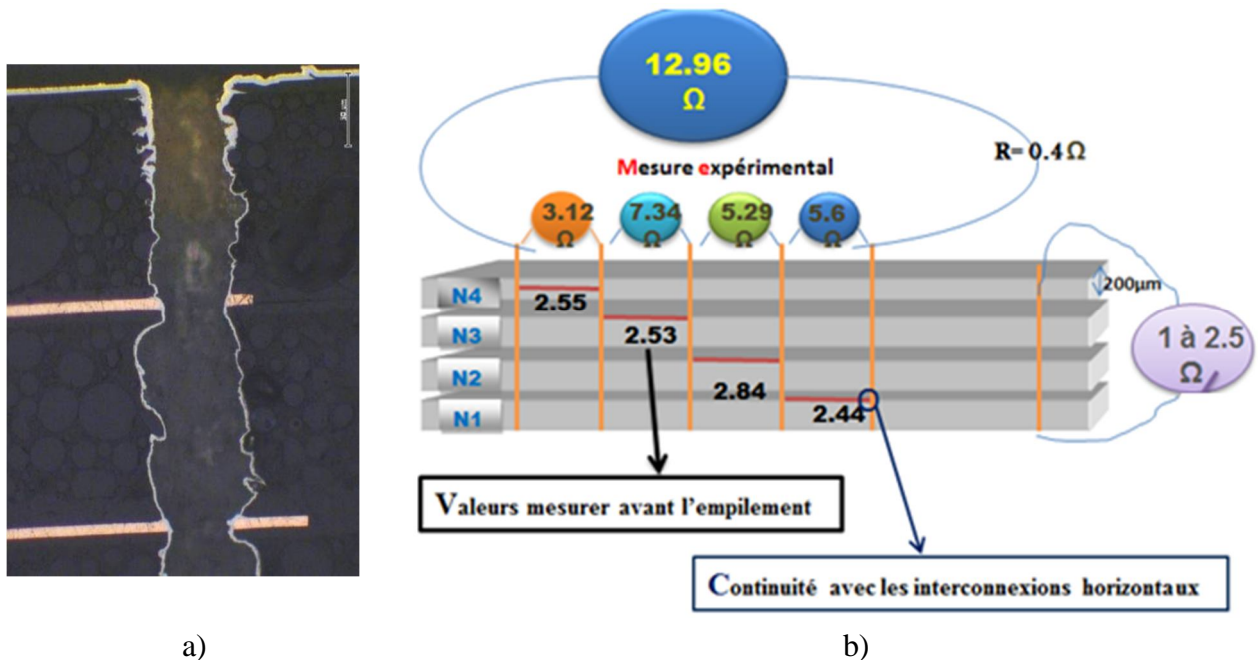 12.96
Ω
R= 0.4 Ω
Mesure expérimental
3.12
Ω
7.34
Ω
5.29
Ω
5.6
Ω
N4
2.55
200µm
N3
2.53
1 à 2.5
Ω
N2
2.84
N1
2.44
Valeurs mesurer avant l'empilement
Continuité avec les interconnexions horizontaux
a)
b)